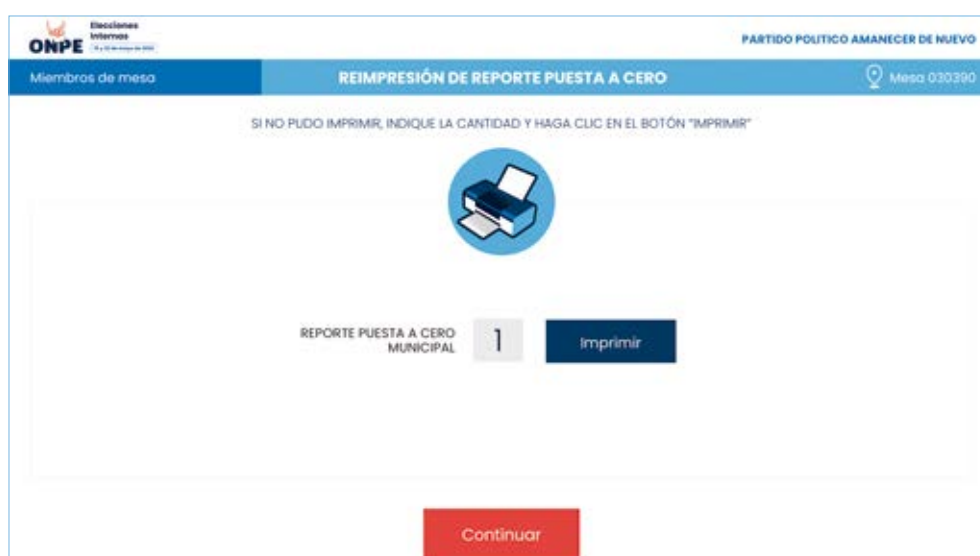 ONPE
Elecciones
Internas
PARTIDO POLITICO AMANECER DE NUEVO
Miembros de mesa
REIMPRESIÓN DE REPORTE PUESTA A CERO
Mesa 030390
SI NO PUDO IMPRIMIR, INDIQUE LA CANTIDAD Y HAGA CLIC EN EL BOTÓN "IMPRIMIR"
REPORTE PUESTA A CERO
MUNICIPAL
1
Imprimir
Continuar